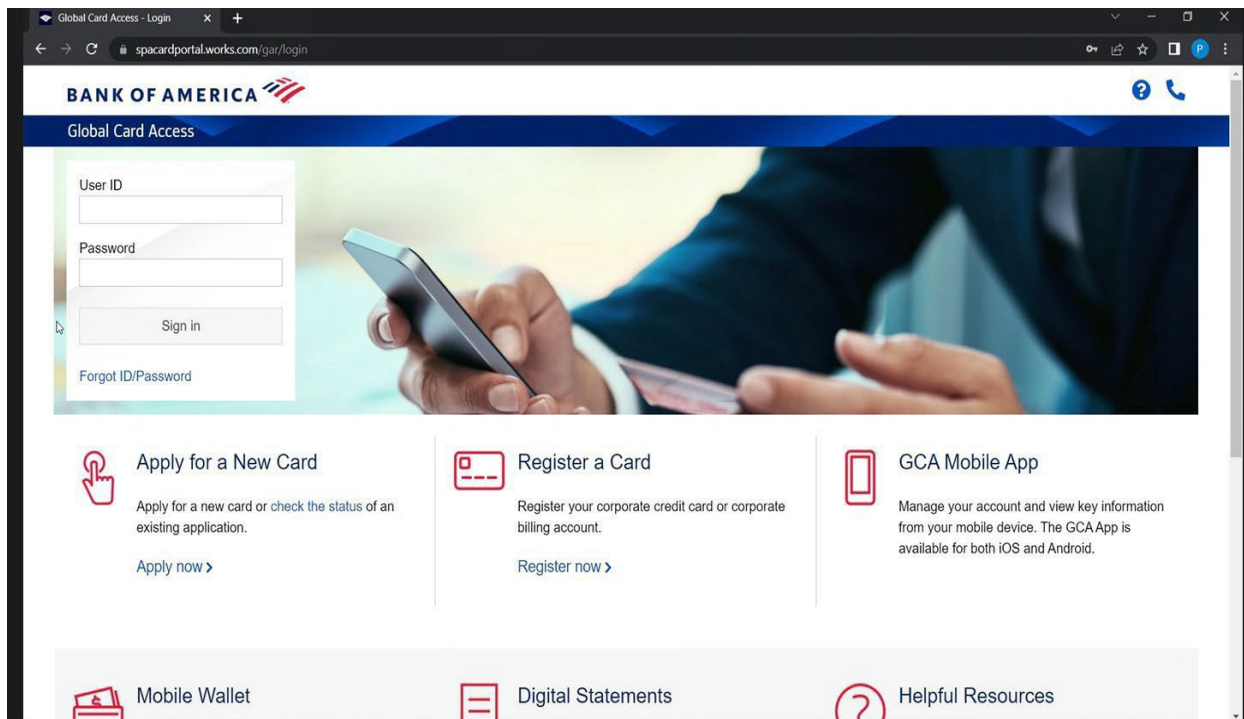 Global Card Access - Login
spacardportal.works.com/gar/login
P
BANK OF AMERICA
Global Card Access
User ID
Password
Sign in
Forgot ID/Password
Apply for a New Card
Apply for a new card or check the status of an
existing application.
Apply now >
Register a Card
Register your corporate credit card or corporate
billing account.
Register now >
GCA Mobile App
Manage your account and view key information
from your mobile device. The GCA App is
available for both iOS and Android.
Mobile Wallet
Digital Statements
Helpful Resources